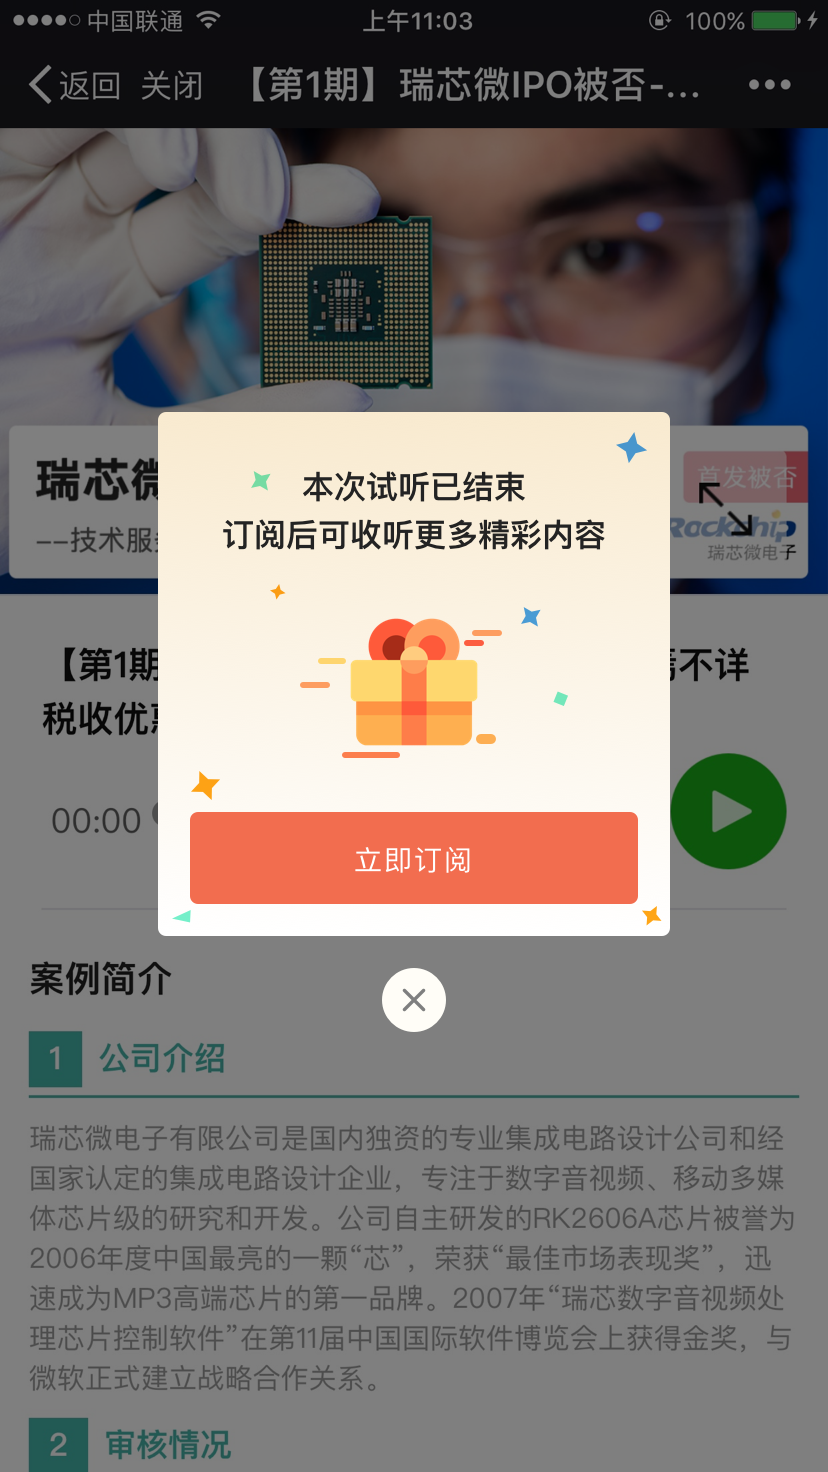 中国联通
上午11:03
100%
返回 关闭 【第1期】瑞芯微IPO被否-...
瑞芯微
首发被否
--技术服务
Rockchip
瑞芯微电子
本次试听已结束
订阅后可收听更多精彩内容
【第1期
不详
税收优惠
00:00
立即订阅
案例简介
1 公司介绍
瑞芯微电子有限公司是国内独资的专业集成电路设计公司和经
国家认定的集成电路设计企业，专注于数字音视频、移动多媒
体芯片级的研究和开发。公司自主研发的RK2606A芯片被誉为
2006年度中国最亮的一颗“芯”，荣获“最佳市场表现奖”，迅
速成为MP3高端芯片的第一品牌。2007年“瑞芯数字音视频处
理芯片控制软件”在第11届中国国际软件博览会上获得金奖，与
微软正式建立战略合作关系。
2 审核情况